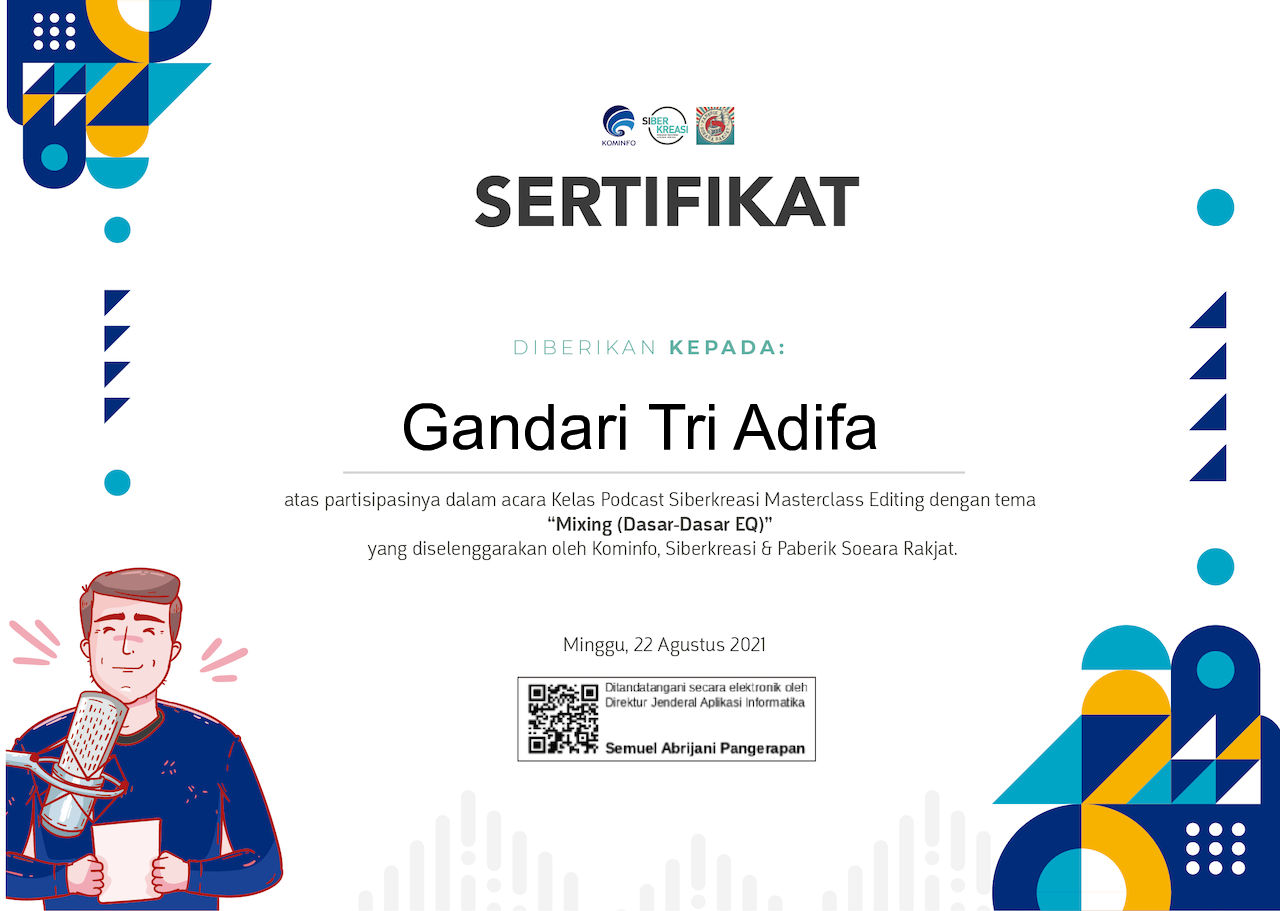 KOMINFO
SIBER
KREASI
SERTIFIKAT
DIBERIKAN KEPADA:
Gandari Tri Adifa
atas partisipasinya dalam acara Kelas Podcast Siberkreasi Masterclass Editing dengan tema
“Mixing (Dasar-Dasar EQ)”
yang diselenggarakan oleh Kominfo, Siberkreasi & Paberik Soeara Rakjat.
Minggu, 22 Agustus 2021
Ditandatangani secara elektronik oleh
Direktur Jenderal Aplikasi Informatika
Semuel Abrijani Pangerapan